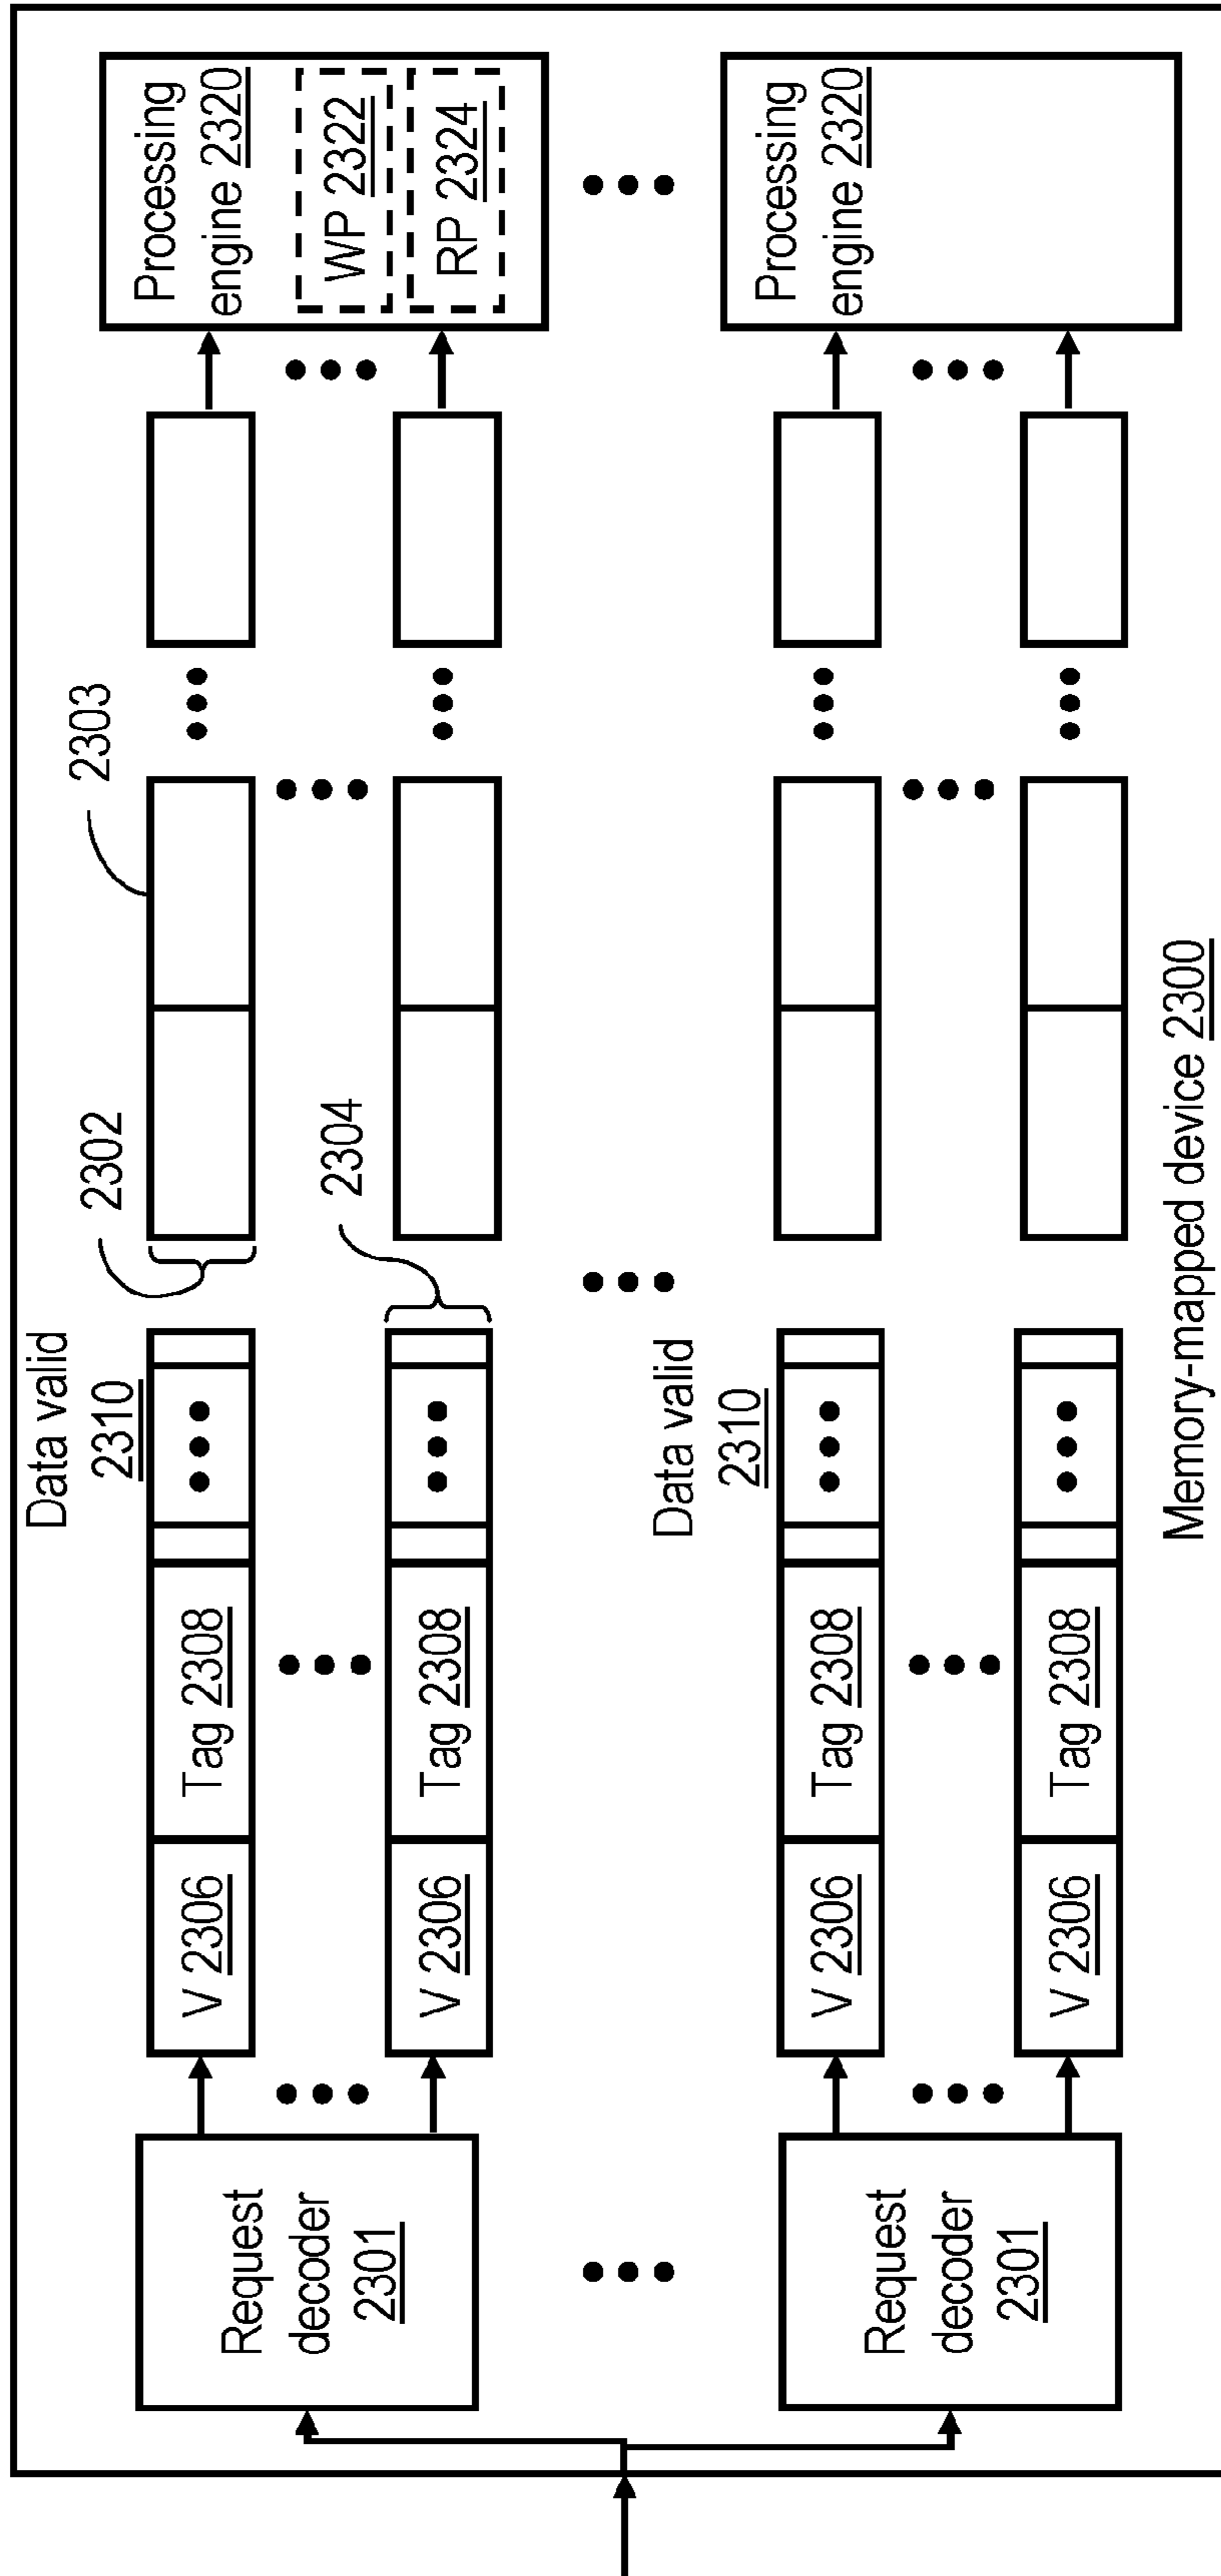 Data valid
2310
2302
2303
Request
decoder
2301
V 2306
Tag 2308
Processing
engine 2320
WP 2322
RP 2324
2304
V 2306
Tag 2308
Data valid
2310
Request
decoder
2301
V 2306
Tag 2308
Processing
engine 2320
V 2306
Tag 2308
Memory-mapped device 2300